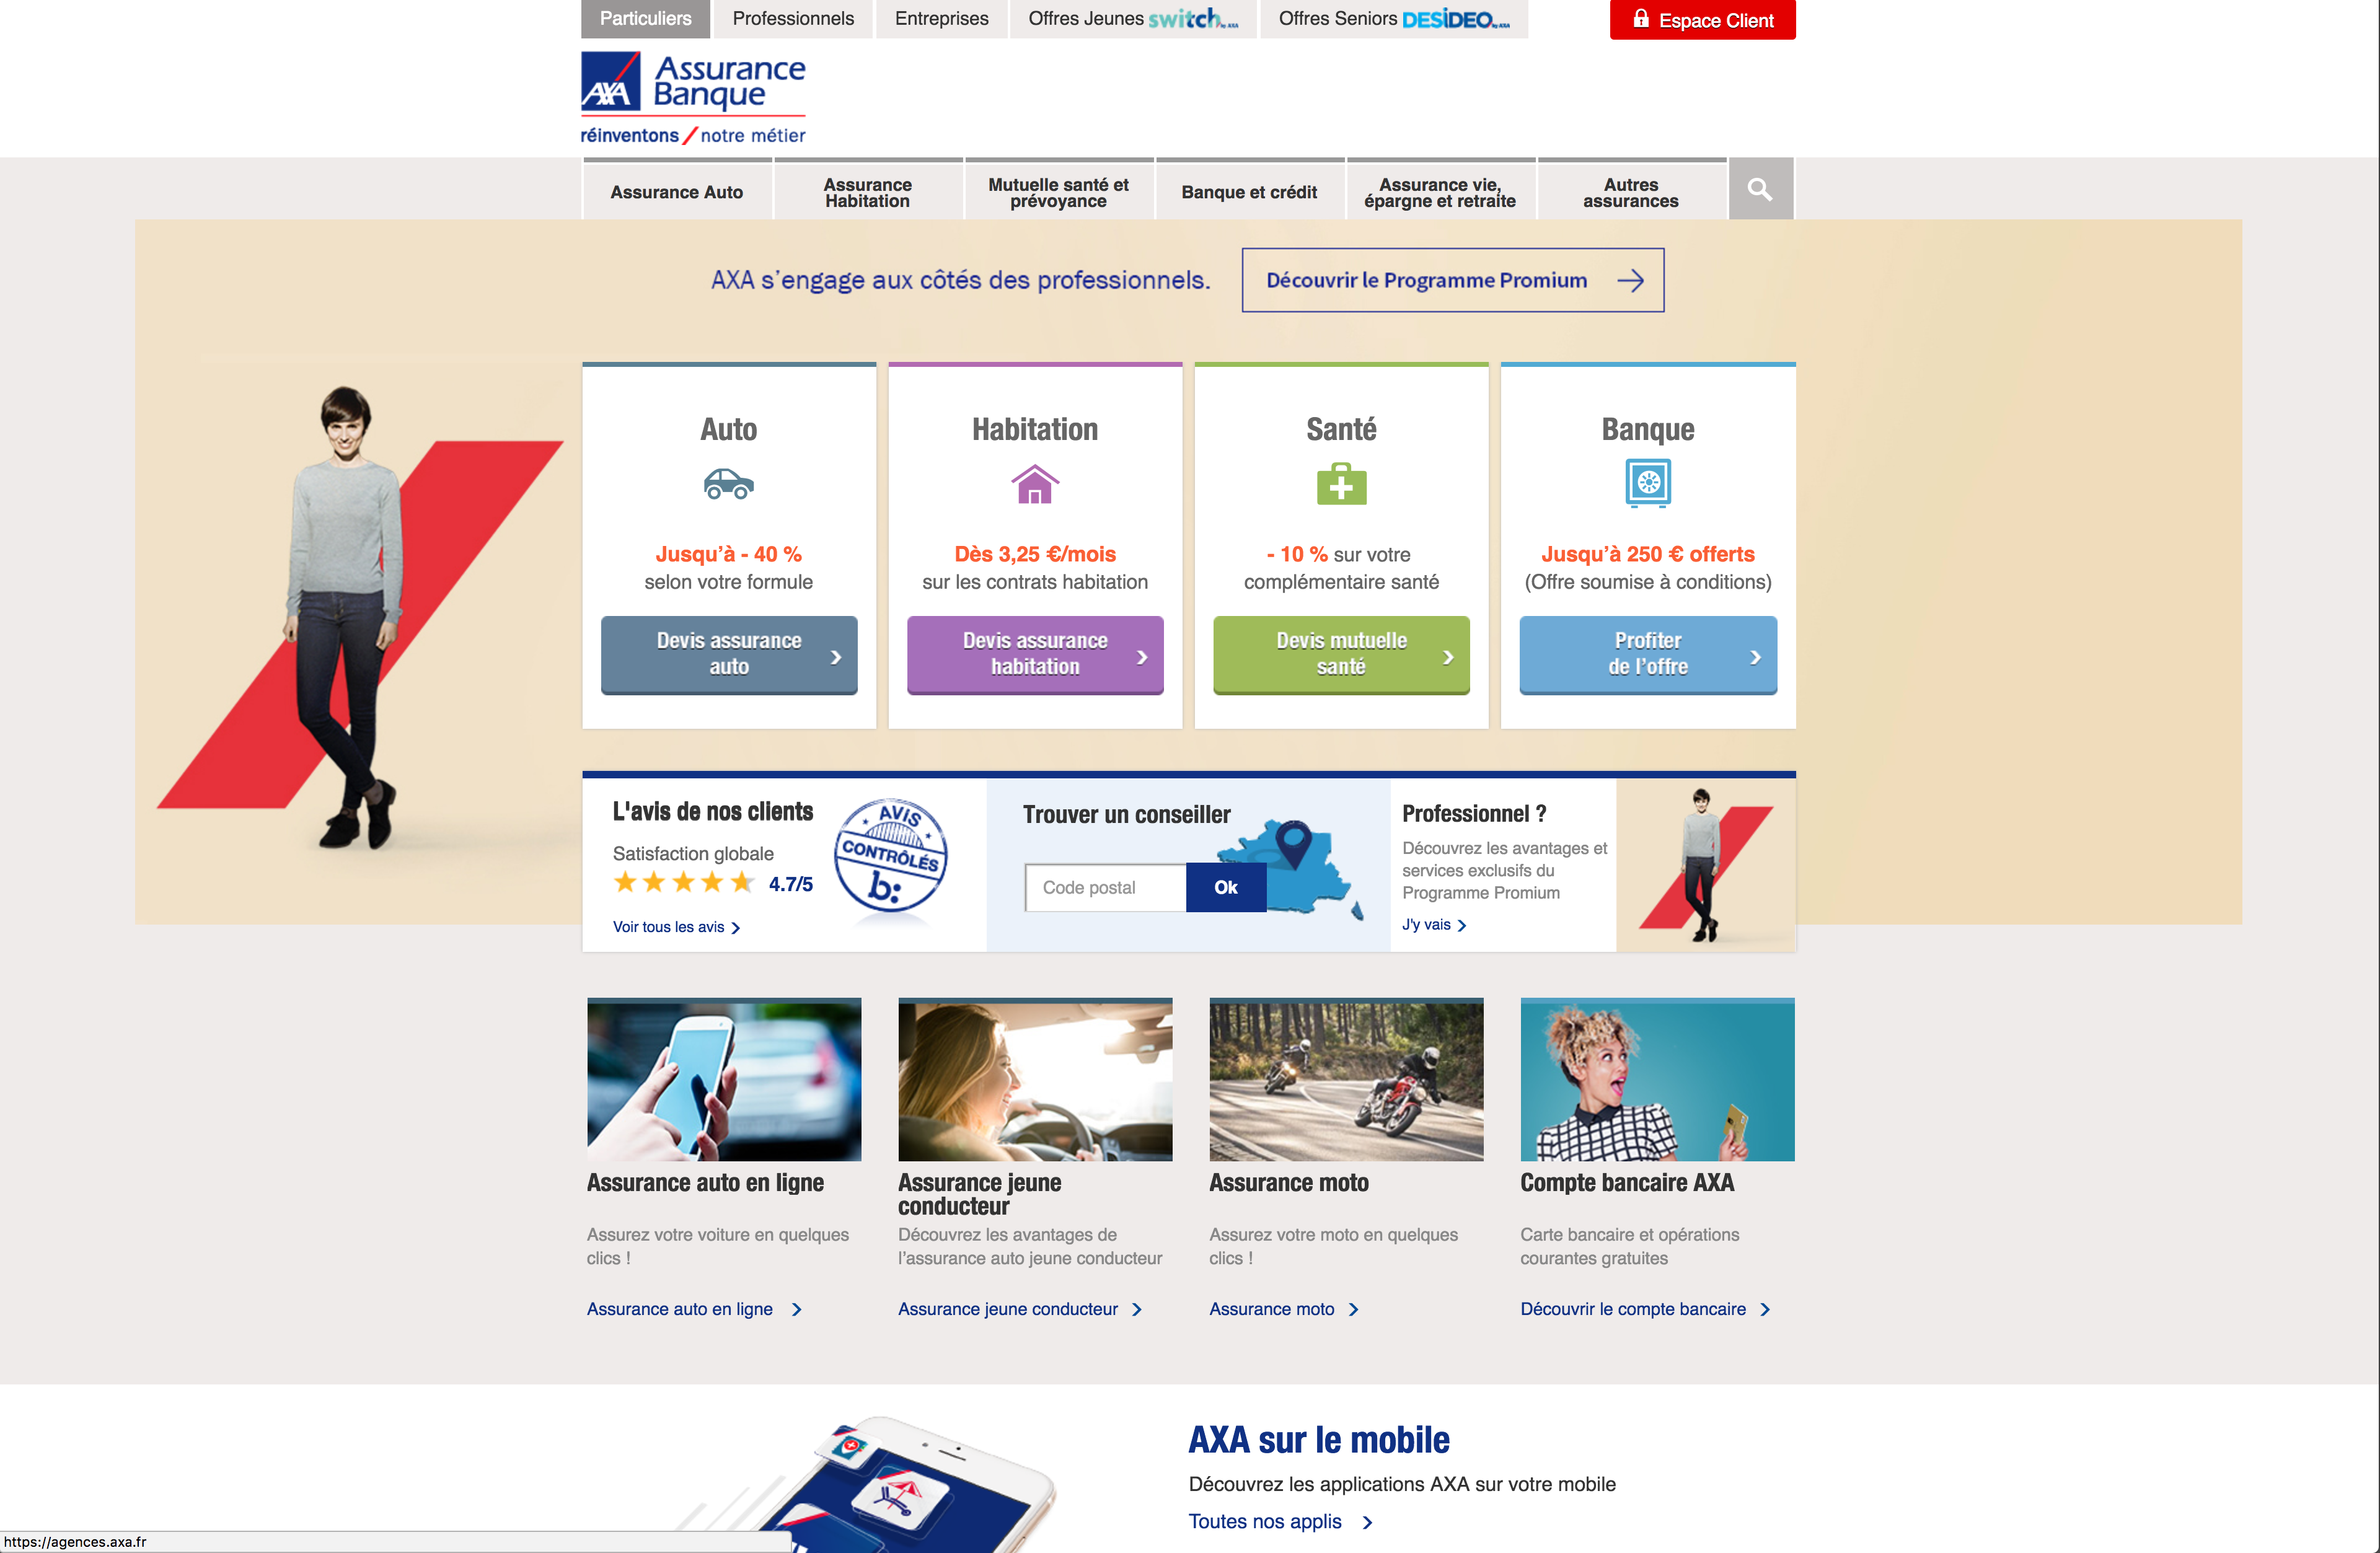 Particuliers
Professionnels
Entreprises
Offres Jeunes switch by AXA
Offres Seniors DESIDEO by AXA
Espace Client
AXA
Assurance
Banque
réinventons / notre métier
Assurance Auto
Assurance
Habitation
Mutuelle santé et
prévoyance
Banque et crédit
Assurance vie,
épargne et retraite
Autres
assurances
AXA s’engage aux côtés des professionnels.
Découvrir le Programme Promium
Auto
Jusqu’à - 40 %
selon votre formule
Devis assurance
auto
Habitation
Dès 3,25 €/mois
sur les contrats habitation
Devis assurance
habitation
Santé
- 10 % sur votre
complémentaire santé
Devis mutuelle
santé
Banque
Jusqu’à 250 € offerts
(Offre soumise à conditions)
Profiter
de l’offre
L'avis de nos clients
Satisfaction globale
4.7/5
Voir tous les avis
AVIS
CONTRÔLÉS
b:
Trouver un conseiller
Code postal
Ok
Professionnel ?
Découvrez les avantages et
services exclusifs du
Programme Promium
J'y vais
Assurance auto en ligne
Assurez votre voiture en quelques
clics !
Assurance auto en ligne
Assurance jeune
conducteur
Découvrez les avantages de
l’assurance auto jeune conducteur
Assurance jeune conducteur
Assurance moto
Assurez votre moto en quelques
clics !
Assurance moto
Compte bancaire AXA
Carte bancaire et opérations
courantes gratuites
Découvrir le compte bancaire
AXA sur le mobile
Découvrez les applications AXA sur votre mobile
Toutes nos applis
https://agences.axa.fr